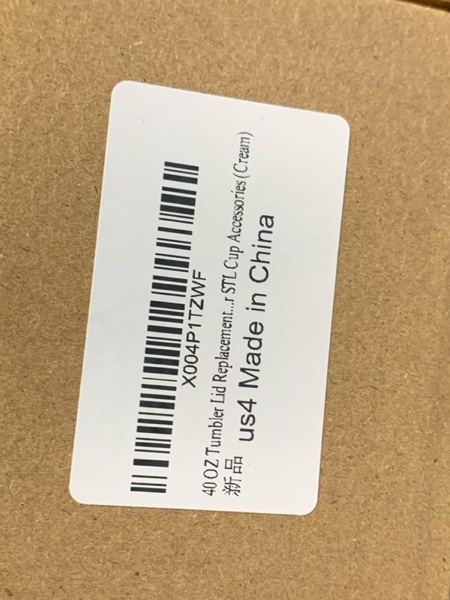 X004P1TZWF
40 OZ Tumbler Lid Replacement...r STL Cup Accessories (Cream)
新品 us4 Made in China